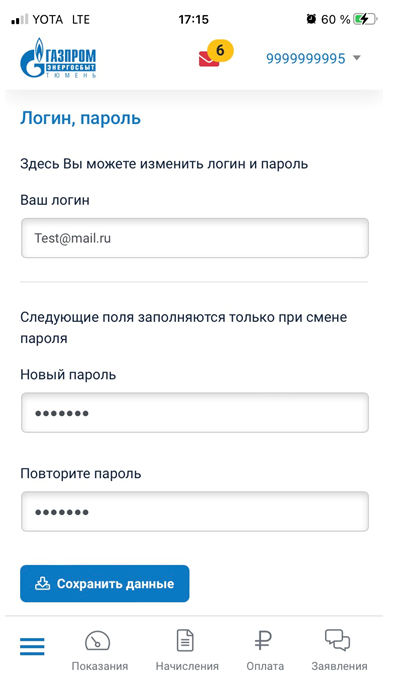 YOTA LTE 17:15 60 %
ГАЗПРОМ
ЭНЕРГОСБЫТ
ТЮМЕНЬ
6
9999999995
Логин, пароль
Здесь Вы можете изменить логин и пароль
Ваш логин
Test@mail.ru
Следующие поля заполняются только при смене
пароля
Новый пароль
•••••••
Повторите пароль
•••••••
Сохранить данные
Показания Начисления Оплата Заявления